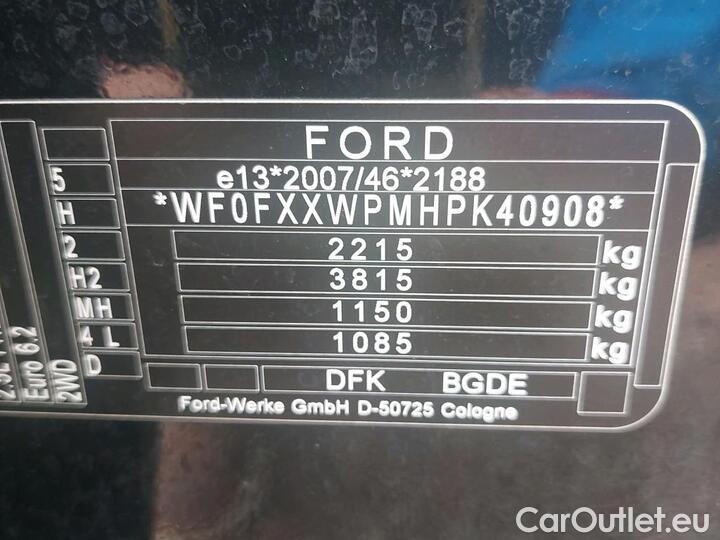 FORD
5
e13*2007/46*2188
H
*WF0FXXWPMHPK40908*
2
2215 kg
H2
3815 kg
MH
1150 kg
4 L
1085 kg
D
DFK BGDE
Ford-Werke GmbH D-50725 Cologne
Euro 6.2
2WD
CarOutlet.eu